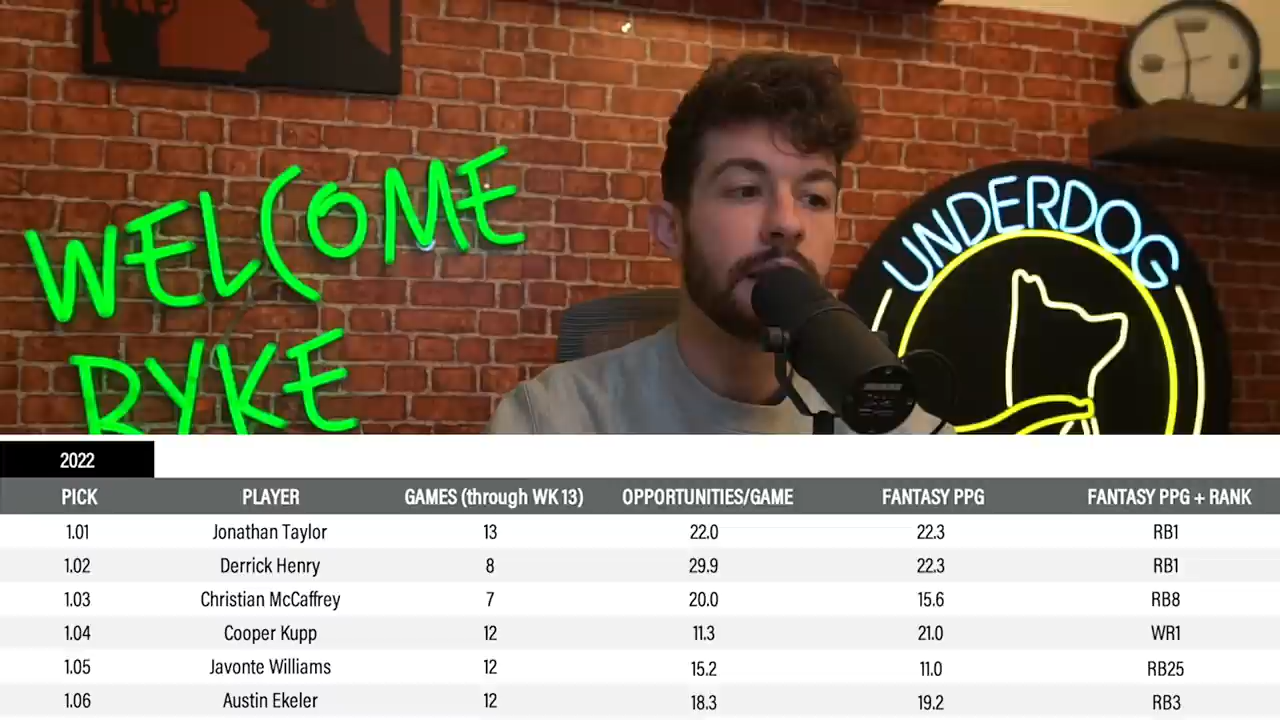 WELCOME
RYKE
UNDERDOG
2022
PICK PLAYER GAMES (through WK 13) OPPORTUNITIES/GAME FANTASY PPG FANTASY PPG + RANK
1.01 Jonathan Taylor 13 22.0 22.3 RB1
1.02 Derrick Henry 8 29.9 22.3 RB1
1.03 Christian McCaffrey 7 20.0 15.6 RB8
1.04 Cooper Kupp 12 11.3 21.0 WR1
1.05 Javonte Williams 12 15.2 11.0 RB25
1.06 Austin Ekeler 12 18.3 19.2 RB3